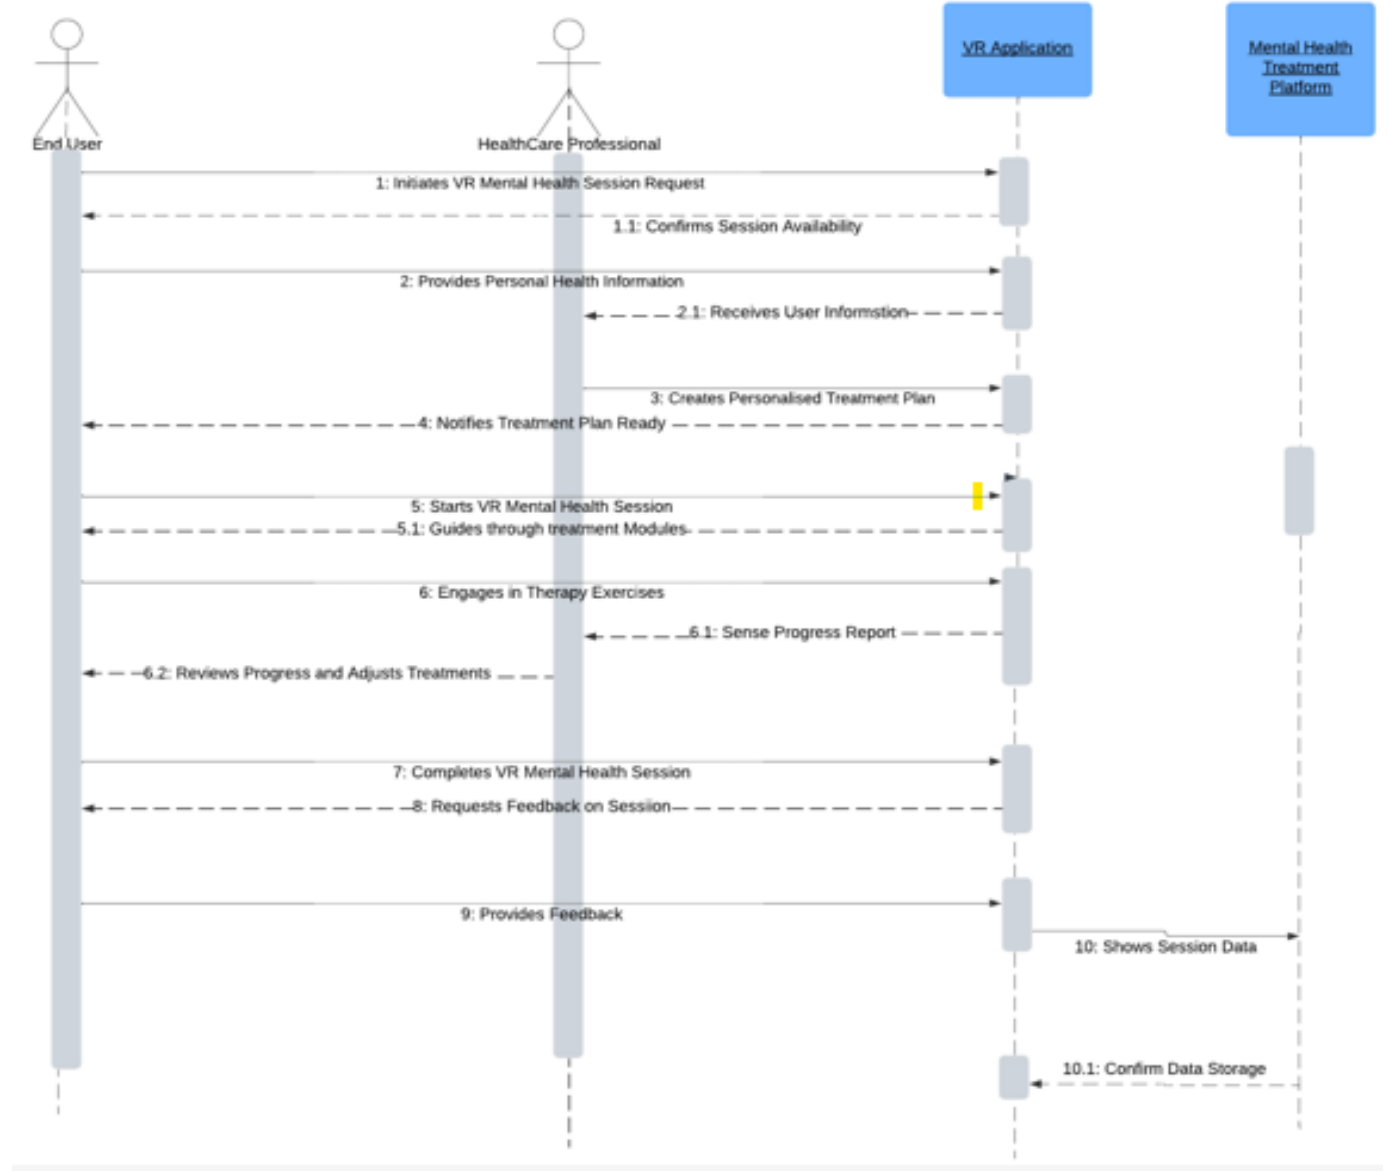 VR Application
Mental Health
Treatment
Platform
End User
HealthCare Professional
1: Initiates VR Mental Health Session Request
1.1: Confirms Session Availability
2: Provides Personal Health Information
2.1: Receives User Informstion
3: Creates Personalised Treatment Plan
4: Notifies Treatment Plan Ready
5: Starts VR Mental Health Session
5.1: Guides through treatment Modules
6: Engages in Therapy Exercises
6.1: Sense Progress Report
6.2: Reviews Progress and Adjusts Treatments
7: Completes VR Mental Health Session
8: Requests Feedback on Sessiion
9: Provides Feedback
10: Shows Session Data
10.1: Confirm Data Storage